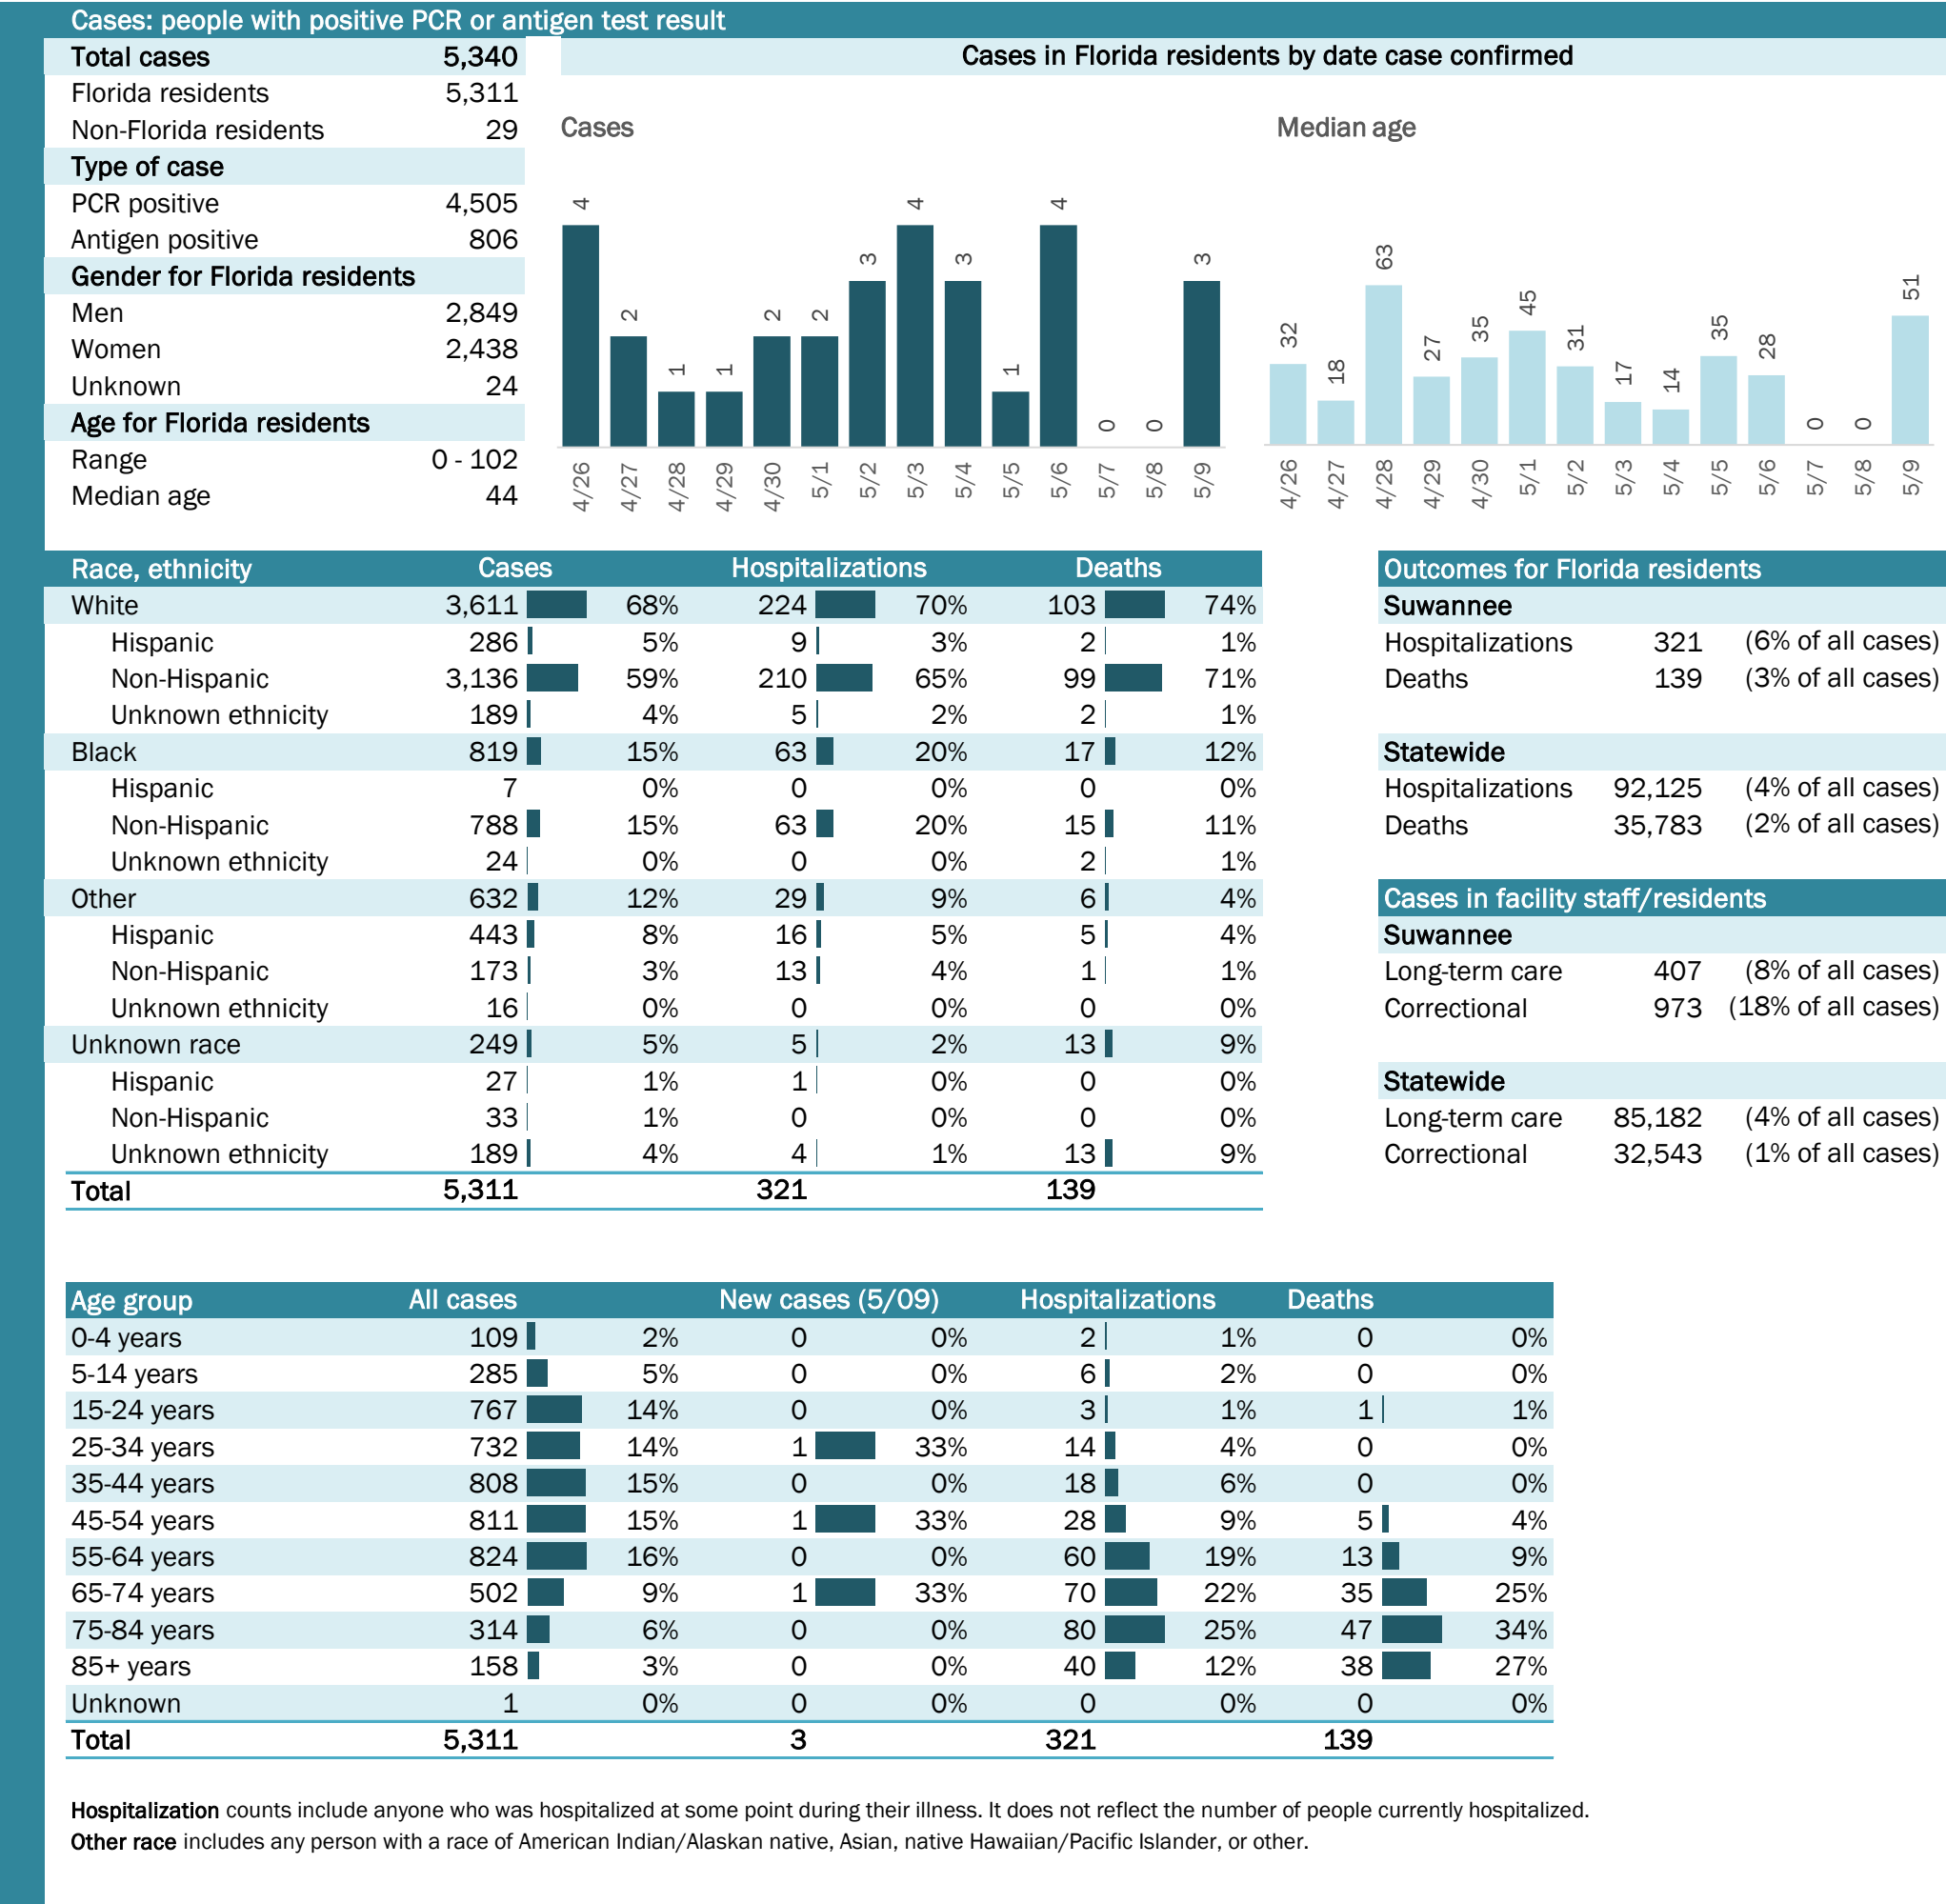 Cases: people with positive PCR or antigen test result
Total cases 5,340
Florida residents 5,311
Non-Florida residents 29
Type of case
PCR positive 4,505
Antigen positive 806
Gender for Florida residents
Men 2,849
Women 2,438
Unknown 24
Age for Florida residents
Range 0 - 102
Median age 44
Cases in Florida residents by date case confirmed
Cases
4 2 1 1 2 2 3 4 3 1 4 0 0 3
4/26 4/27 4/28 4/29 4/30 5/1 5/2 5/3 5/4 5/5 5/6 5/7 5/8 5/9
Median age
32 18 63 27 35 45 31 17 14 35 28 0 0 51
4/26 4/27 4/28 4/29 4/30 5/1 5/2 5/3 5/4 5/5 5/6 5/7 5/8 5/9
Race, ethnicity Cases Hospitalizations Deaths
White 3,611 68% 224 70% 103 74%
Hispanic 286 5% 9 3% 2 1%
Non-Hispanic 3,136 59% 210 65% 99 71%
Unknown ethnicity 189 4% 5 2% 2 1%
Black 819 15% 63 20% 17 12%
Hispanic 7 0% 0 0% 0 0%
Non-Hispanic 788 15% 63 20% 15 11%
Unknown ethnicity 24 0% 0 0% 2 1%
Other 632 12% 29 9% 6 4%
Hispanic 443 8% 16 5% 5 4%
Non-Hispanic 173 3% 13 4% 1 1%
Unknown ethnicity 16 0% 0 0% 0 0%
Unknown race 249 5% 5 2% 13 9%
Hispanic 27 1% 1 0% 0 0%
Non-Hispanic 33 1% 0 0% 0 0%
Unknown ethnicity 189 4% 4 1% 13 9%
Total 5,311 321 139
Outcomes for Florida residents
Suwannee
Hospitalizations 321 (6% of all cases)
Deaths 139 (3% of all cases)
Statewide
Hospitalizations 92,125 (4% of all cases)
Deaths 35,783 (2% of all cases)
Cases in facility staff/residents
Suwannee
Long-term care 407 (8% of all cases)
Correctional 973 (18% of all cases)
Statewide
Long-term care 85,182 (4% of all cases)
Correctional 32,543 (1% of all cases)
Age group All cases New cases (5/09) Hospitalizations Deaths
0-4 years 109 2% 0 0% 2 1% 0 0%
5-14 years 285 5% 0 0% 6 2% 0 0%
15-24 years 767 14% 0 0% 3 1% 1 1%
25-34 years 732 14% 1 33% 14 4% 0 0%
35-44 years 808 15% 0 0% 18 6% 0 0%
45-54 years 811 15% 1 33% 28 9% 5 4%
55-64 years 824 16% 0 0% 60 19% 13 9%
65-74 years 502 9% 1 33% 70 22% 35 25%
75-84 years 314 6% 0 0% 80 25% 47 34%
85+ years 158 3% 0 0% 40 12% 38 27%
Unknown 1 0% 0 0% 0 0% 0 0%
Total 5,311 3 321 139
Hospitalization counts include anyone who was hospitalized at some point during their illness. It does not reflect the number of people currently hospitalized.
Other race includes any person with a race of American Indian/Alaskan native, Asian, native Hawaiian/Pacific Islander, or other.